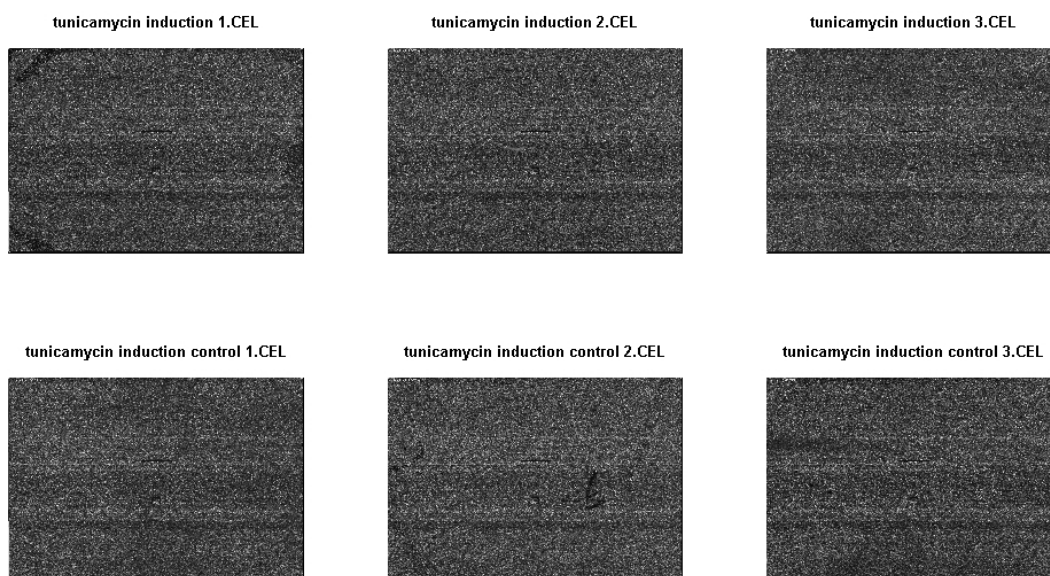 tunicamycin induction 1.CEL
tunicamycin induction 2.CEL
tunicamycin induction 3.CEL
tunicamycin induction control 1.CEL
tunicamycin induction control 2.CEL
tunicamycin induction control 3.CEL